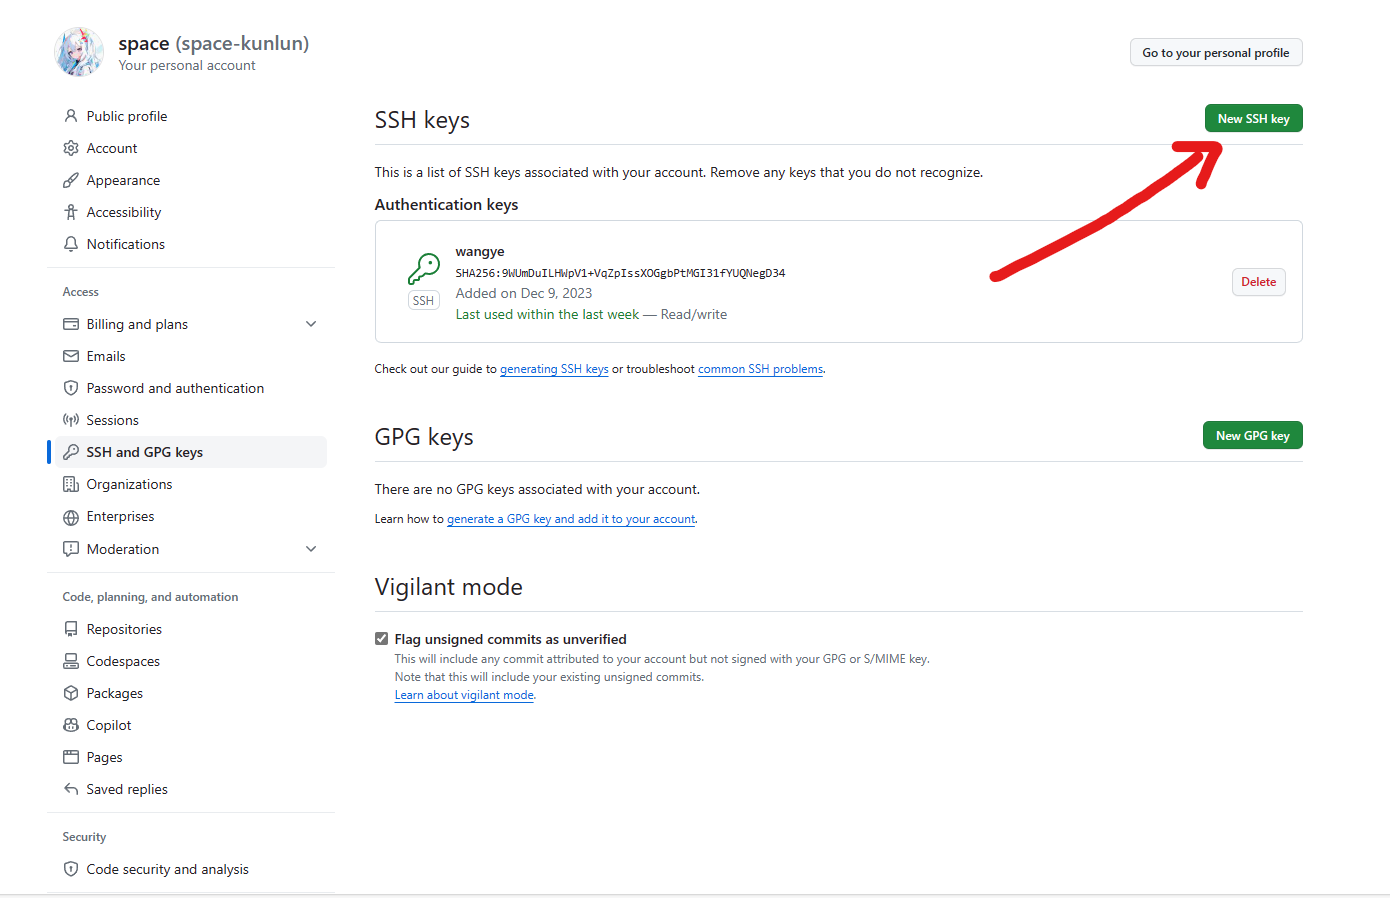 space (space-kunlun)
Your personal account
Go to your personal profile
Public profile
Account
Appearance
Accessibility
Notifications
Access
Billing and plans
Emails
Password and authentication
Sessions
SSH and GPG keys
Organizations
Enterprises
Moderation
Code, planning, and automation
Repositories
Codespaces
Packages
Copilot
Pages
Saved replies
Security
Code security and analysis
SSH keys
New SSH key
This is a list of SSH keys associated with your account. Remove any keys that you do not recognize.
Authentication keys
wangye
SHA256:9WUmDuILHWpV1+VqZpIssXOGgbPtMGI31fYUQNegD34
SSH
Added on Dec 9, 2023
Last used within the last week — Read/write
Delete
Check out our guide to generating SSH keys or troubleshoot common SSH problems.
GPG keys
New GPG key
There are no GPG keys associated with your account.
Learn how to generate a GPG key and add it to your account.
Vigilant mode
Flag unsigned commits as unverified
This will include any commit attributed to your account but not signed with your GPG or S/MIME key.
Note that this will include your existing unsigned commits.
Learn about vigilant mode.